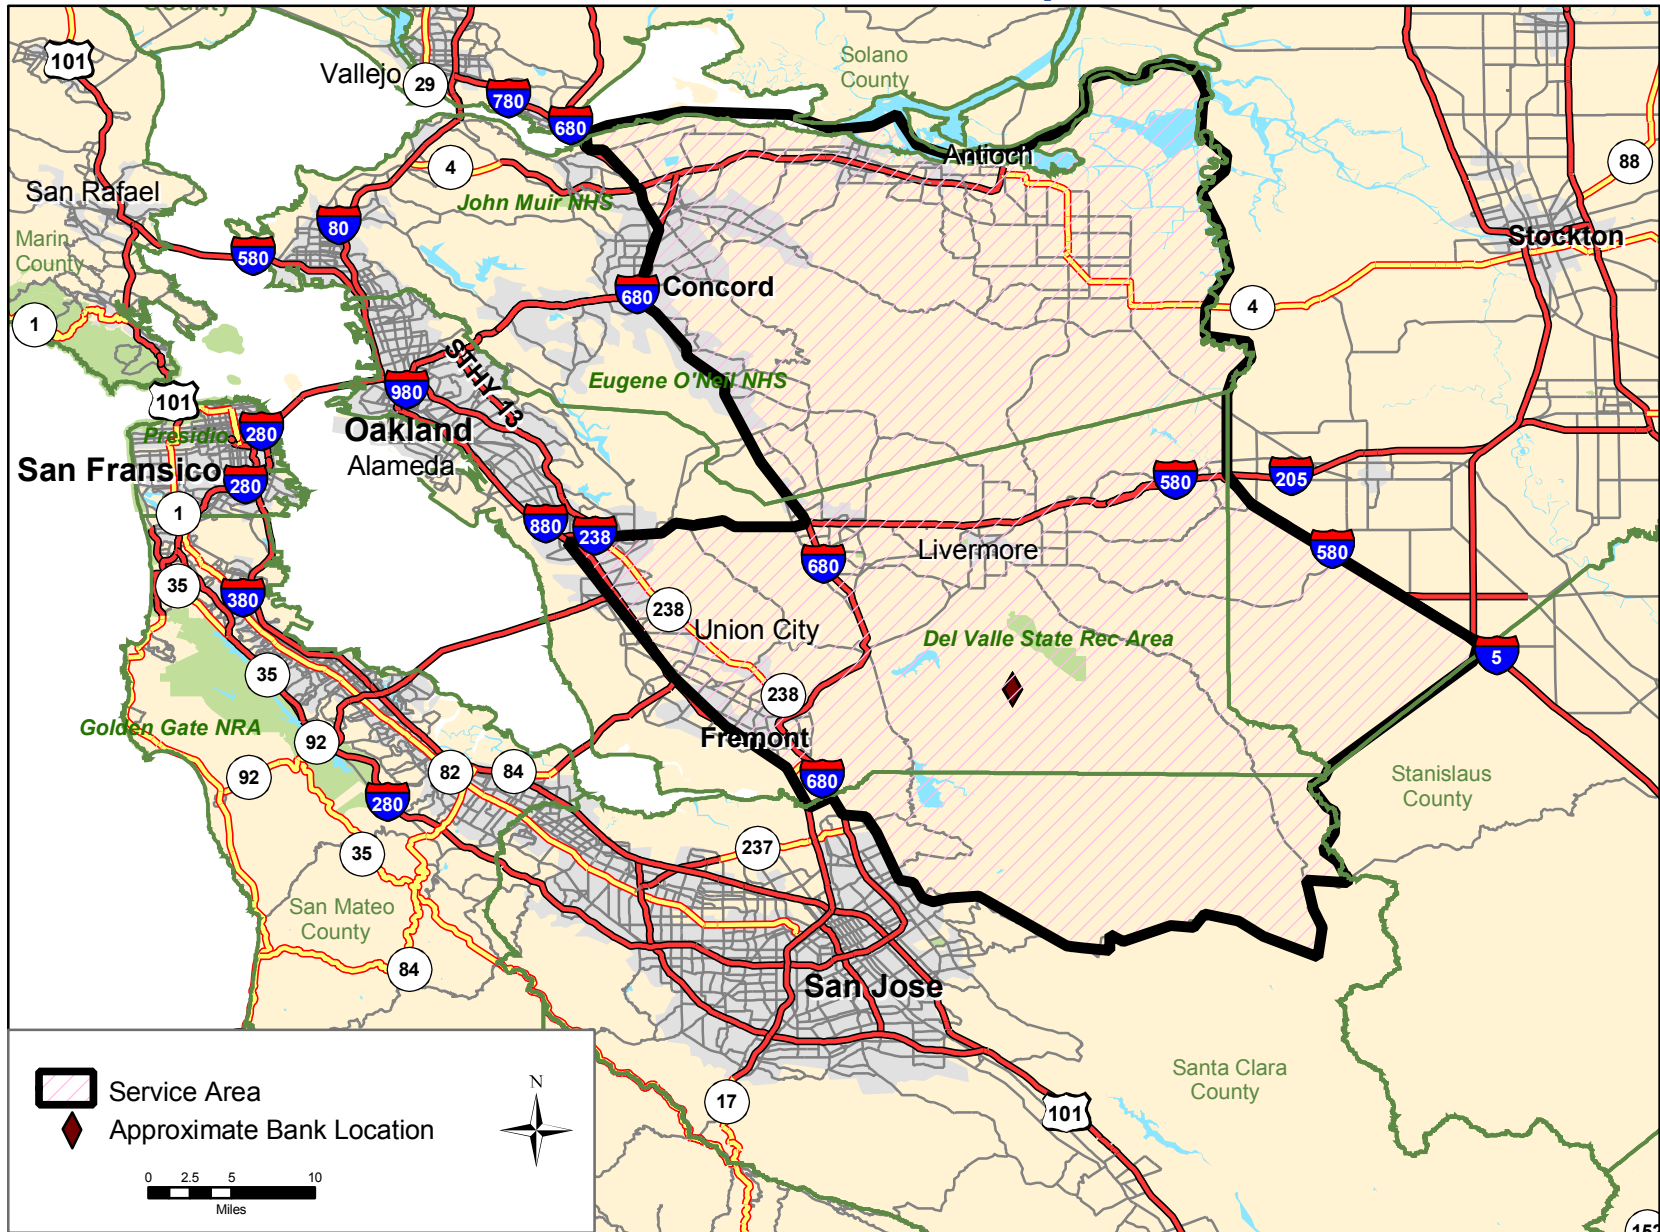 County
101
Vallejo
29
780
680
Solano
County
88
4
Antioch
San Rafael
John Muir NHS
80
Marin
County
580
Stockton
680
Concord
4
1
STHY 13
Eugene O'Neil NHS
980
101
Presidio
280
Oakland
Alameda
San Fransico
280
580
205
1
880
238
680
Livermore
580
35
380
238
Union City
Del Valle State Rec Area
5
35
238
Golden Gate NRA
92
Fremont
92
82
84
680
Stanislaus
County
280
35
237
San Mateo
County
84
San Jose
Santa Clara
County
17
101
152
Service Area
Approximate Bank Location
N
0 2.5 5 10
Miles